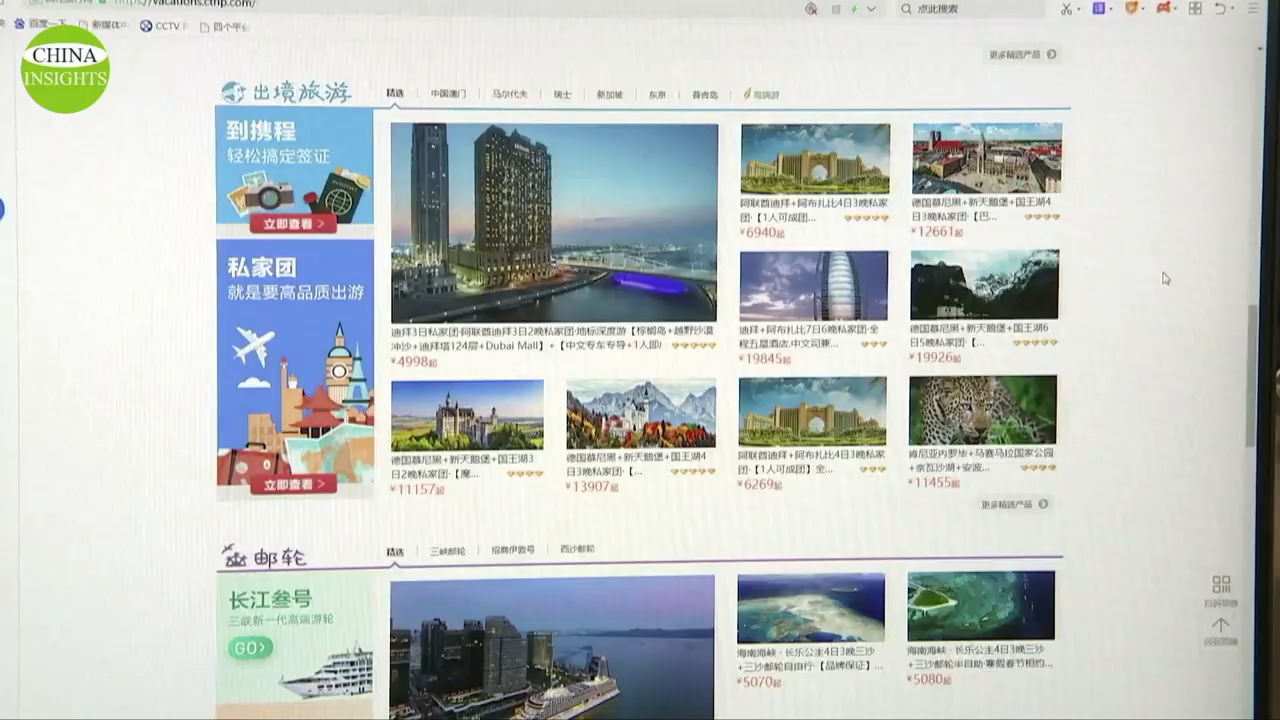 https://vacations.ctrip.com/
点此搜索
百度一下
新媒体
CCTV
四个平台
CHINA
INSIGHTS
更多精选产品
出境旅游
精选
中国澳门
马尔代夫
瑞士
新加坡
东京
普吉岛
高端游
到携程
轻松搞定签证
立即查看 >
私家团
就是要高品质出游
立即查看 >
迪拜3日私家团·阿联酋迪拜3日2晚私家团·地标深度游【棕榈岛+越野沙漠
冲沙+迪拜塔124层+Dubai Mall】+【中文专车专导+1人即
¥4998起
阿联酋迪拜+阿布扎比4日3晚私家
团·【1人可成团...
¥6940起
德国慕尼黑+新天鹅堡+国王湖4
日3晚私家团·【巴...
¥12661起
迪拜+阿布扎比7日6晚私家团·全
程五星酒店.中文司兼...
¥19845起
德国慕尼黑+新天鹅堡+国王湖6
日5晚私家团·【...
¥19926起
德国慕尼黑+新天鹅堡+国王湖3
日2晚私家团·【魔...
¥11157起
德国慕尼黑+新天鹅堡+国王湖4
日3晚私家团·【...
¥13907起
阿联酋迪拜+阿布扎比4日3晚私家
团·【1人可成团】全...
¥6269起
肯尼亚内罗毕+马赛马拉国家公园
+奈瓦沙湖+安波...
¥11455起
更多精选产品
邮轮
精选
三峡邮轮
招商伊敦号
西沙邮轮
长江叁号
三峡新一代高端游轮
GO >
海南海峡·长乐公主4日3晚三沙
+三沙邮轮自由行·【品牌保证】...
¥5070起
海南海峡·长乐公主4日3晚三沙
+三沙邮轮半自助·寒假春节相约...
¥5080起